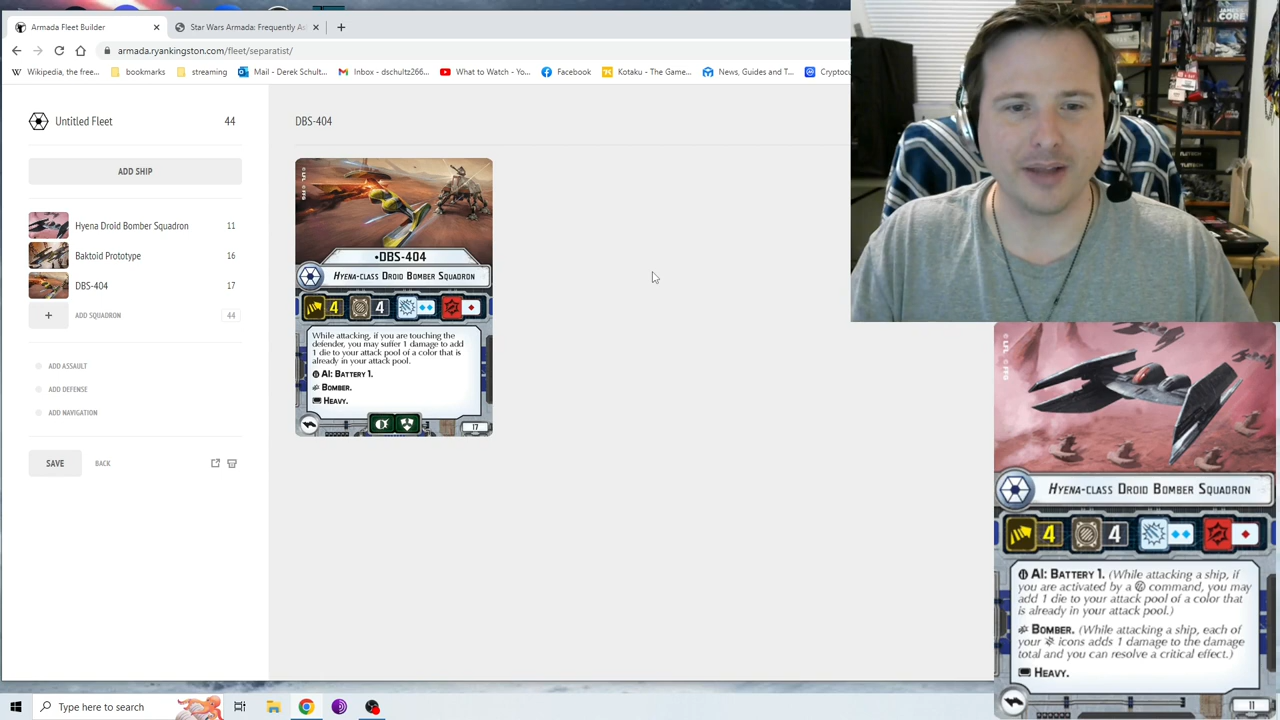 Armada Fleet Builder
Star Wars Armada: Frequently As
armada.ryankingston.com/fleet/separatist/
Wikipedia, the free...
bookmarks
Mail - Derek Schult...
Inbox - dschultz266...
What to Watch - Yo...
Facebook
Kotaku - The Game...
News, Guides and T...
Untitled Fleet 44
ADD SHIP
Hyena Droid Bomber Squadron 11
Baktoid Prototype 16
DBS-404 17
+ ADD SQUADRON 44
ADD ASSAULT
ADD DEFENSE
ADD NAVIGATION
SAVE BACK
DBS-404
•DBS-404
HYENA-CLASS DROID BOMBER SQUADRON
4 4
While attacking, if you are touching the
defender, you may suffer 1 damage to add
1 die to your attack pool of a color that is
already in your attack pool.
AI: BATTERY 1.
BOMBER.
HEAVY.
17
HYENA-CLASS DROID BOMBER SQUADRON
4 4
AI: BATTERY 1. (While attacking a ship, if
you are activated by a command, you may
add 1 die to your attack pool of a color that
is already in your attack pool.)
BOMBER. (While attacking a ship, each of
your icons adds 1 damage to the damage
total and you can resolve a critical effect.)
HEAVY.
11
Type here to search